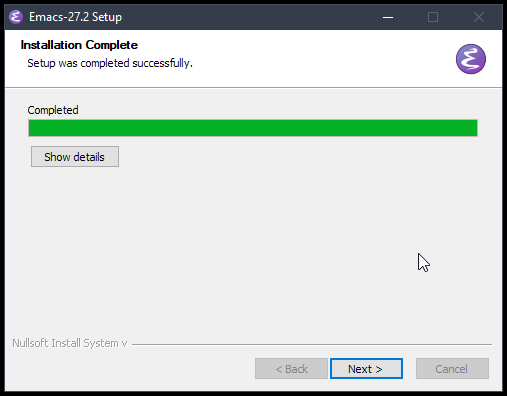 Emacs-27.2 Setup
Installation Complete
Setup was completed successfully.
Completed
Show details
Nullsoft Install System v
< Back
Next >
Cancel